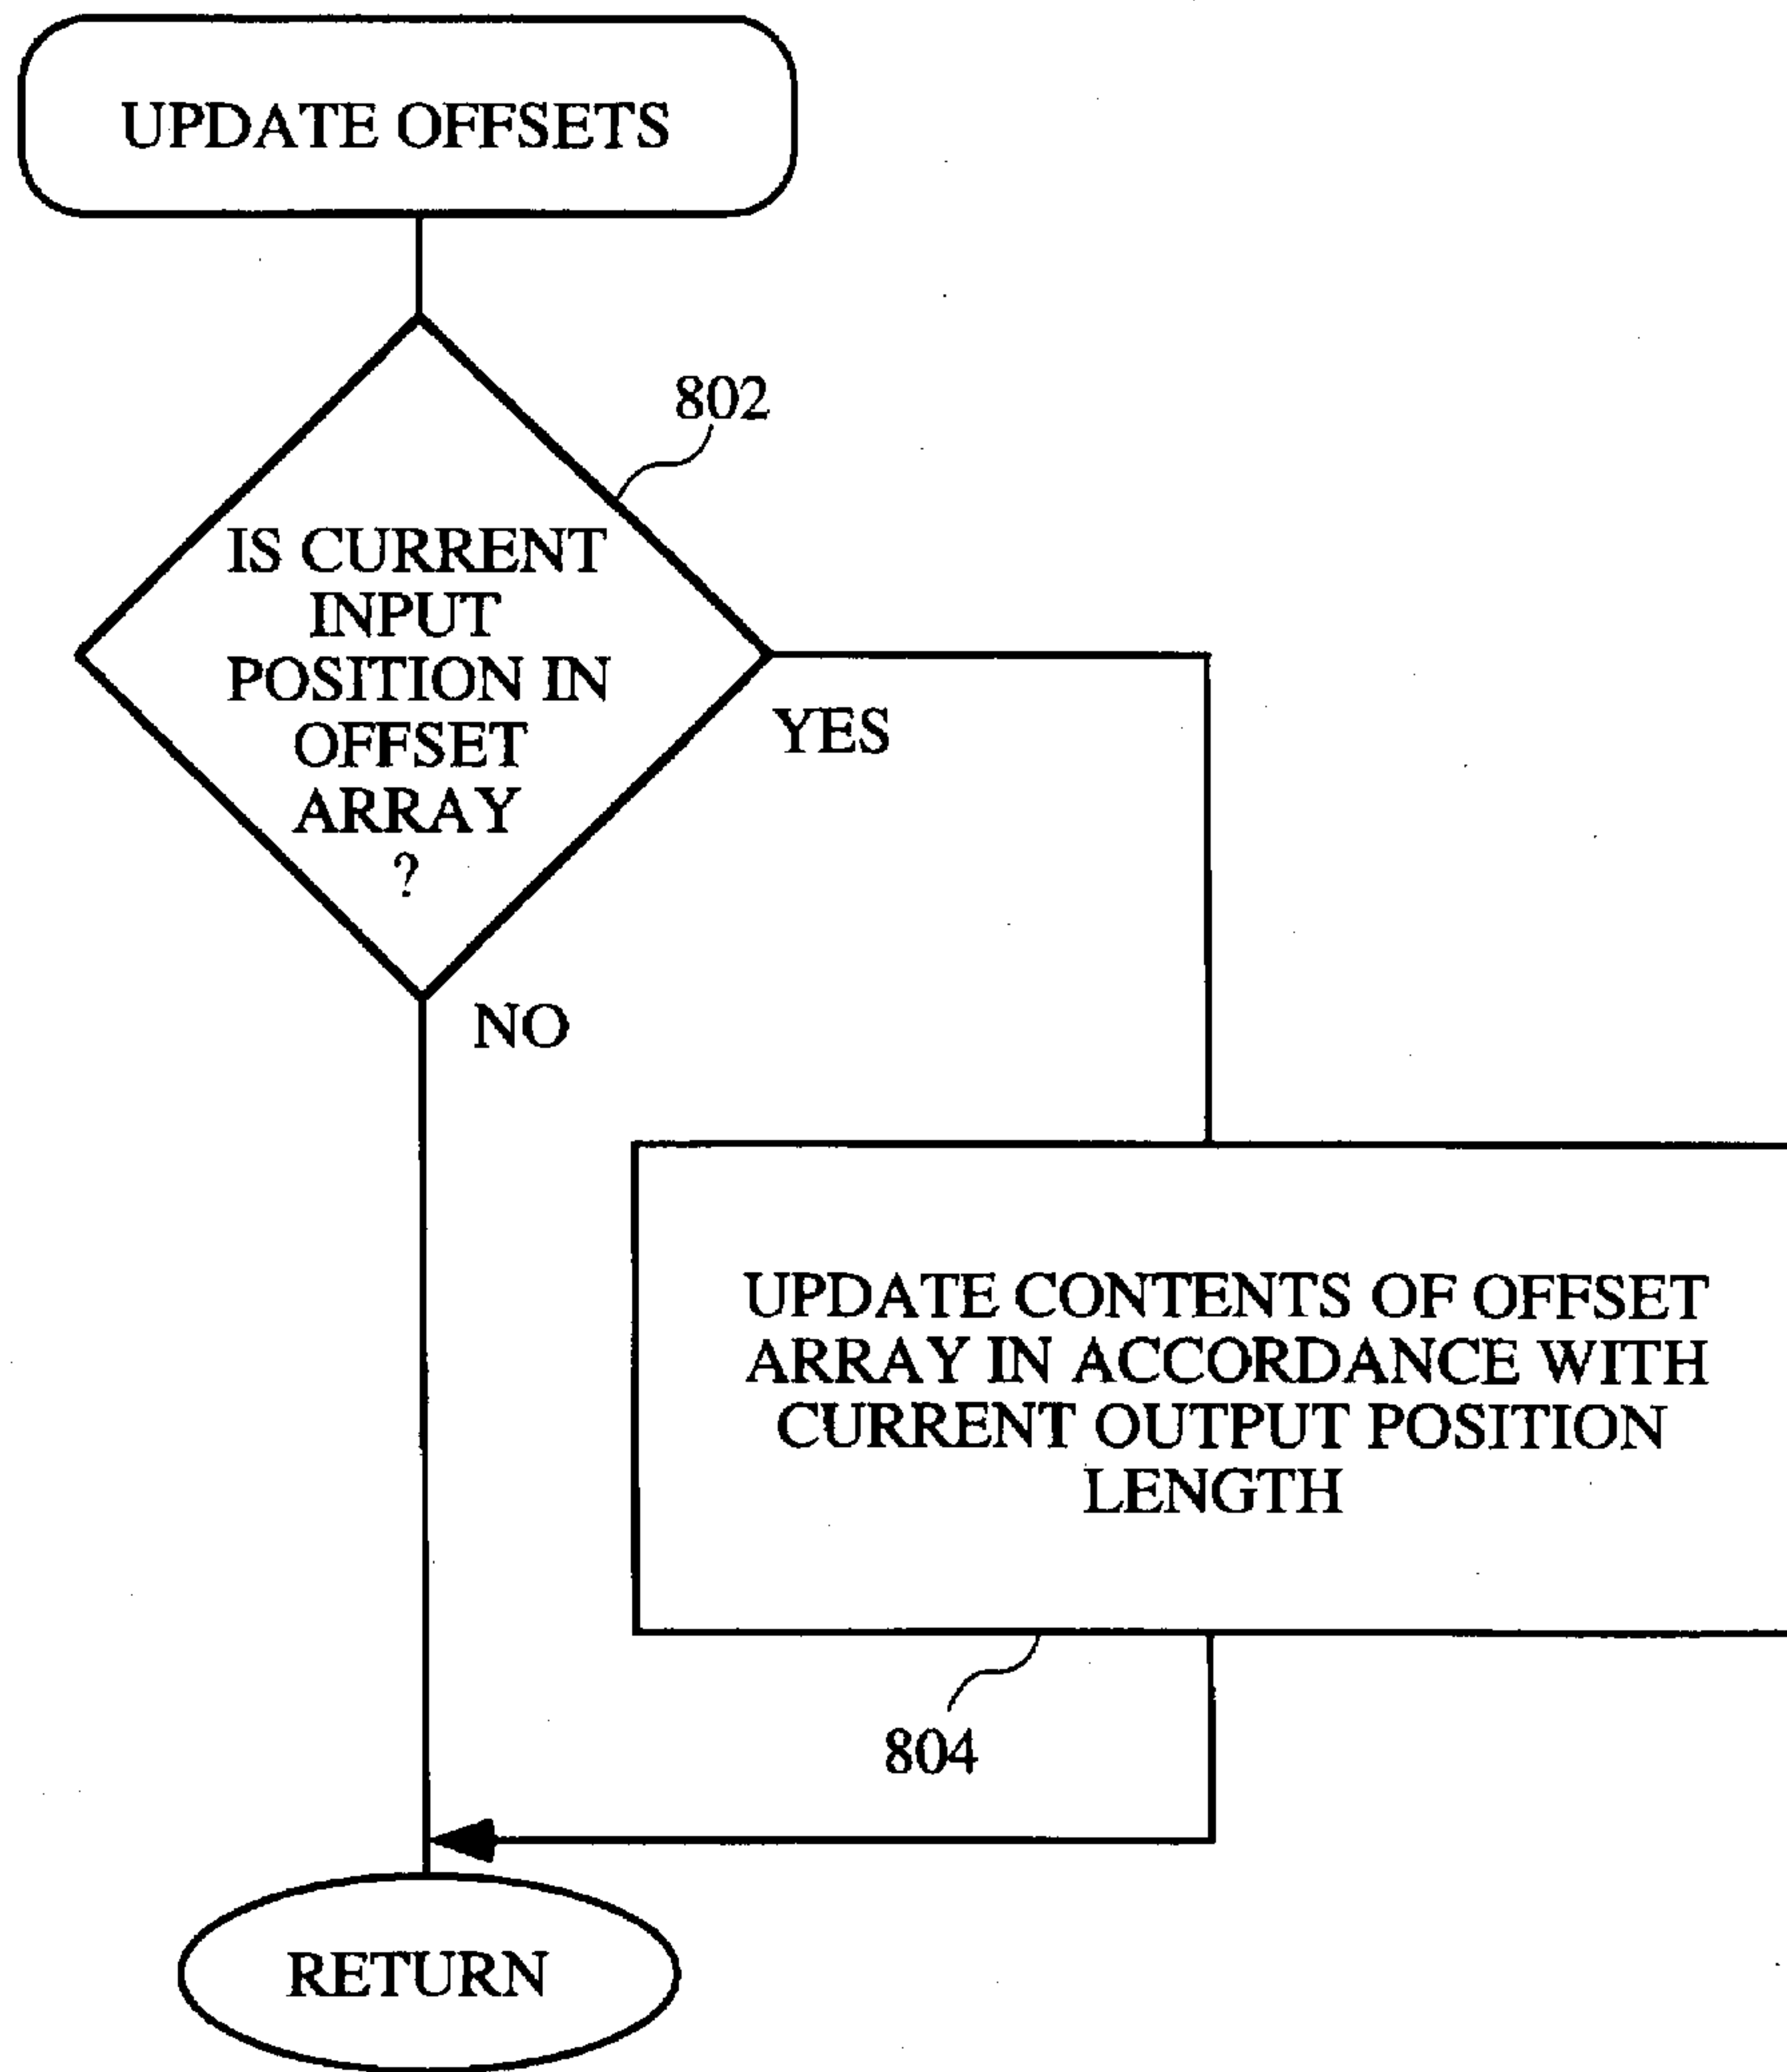 UPDATE OFFSETS
802
IS CURRENT
INPUT
POSITION IN
OFFSET
ARRAY
?
YES
NO
UPDATE CONTENTS OF OFFSET
ARRAY IN ACCORDANCE WITH
CURRENT OUTPUT POSITION
LENGTH
804
RETURN